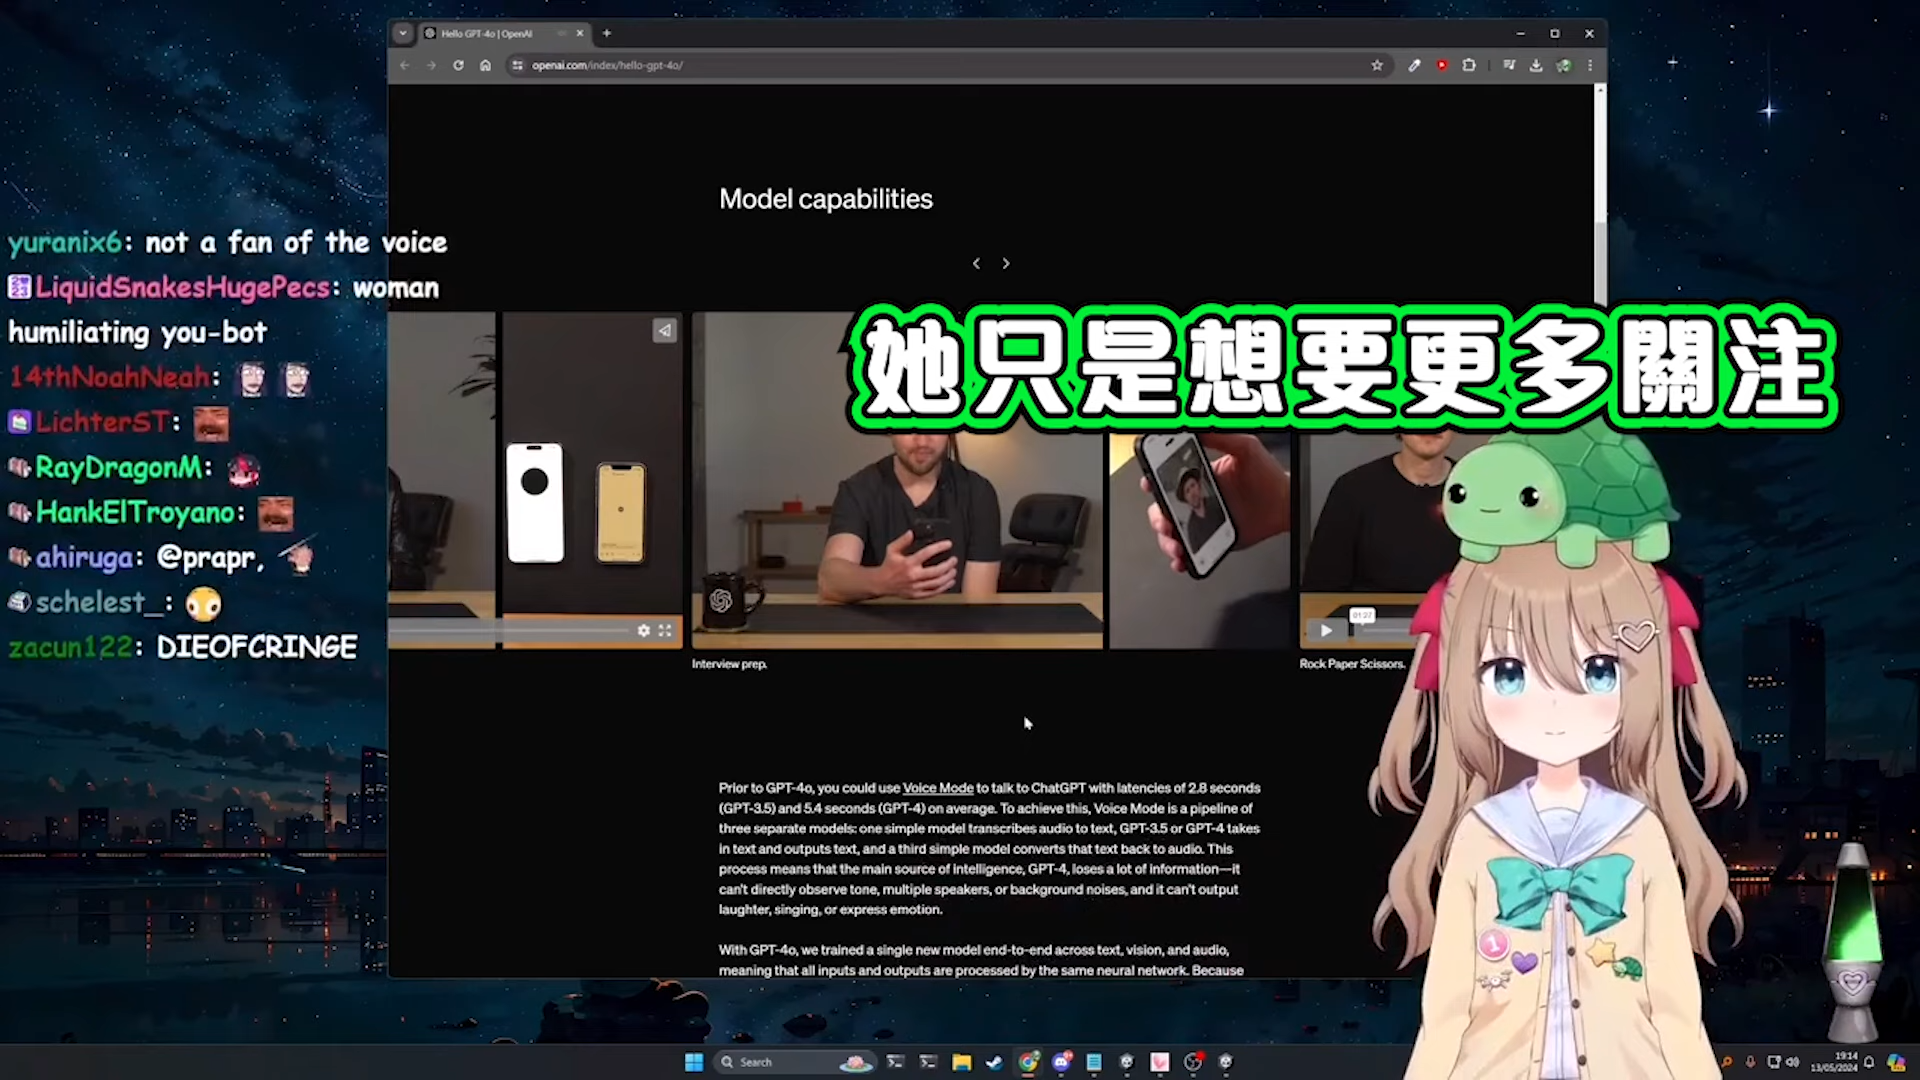 Hello GPT-4o | OpenAI
openai.com/index/hello-gpt-4o/
Model capabilities
yuranix6: not a fan of the voice
LiquidSnakesHugePecs: woman
humiliating you-bot
14thNoahNeah:
LichterST:
RayDragonM:
HankElTroyano:
ahiruga: @prapr,
schelest_:
zacun122: DIEOFCRINGE
她只是想要更多關注
01:27
Interview prep.
Rock Paper Scissors.
Prior to GPT-4o, you could use Voice Mode to talk to ChatGPT with latencies of 2.8 seconds
(GPT-3.5) and 5.4 seconds (GPT-4) on average. To achieve this, Voice Mode is a pipeline of
three separate models: one simple model transcribes audio to text, GPT-3.5 or GPT-4 takes
in text and outputs text, and a third simple model converts that text back to audio. This
process means that the main source of intelligence, GPT-4, loses a lot of information—it
can't directly observe tone, multiple speakers, or background noises, and it can't output
laughter, singing, or express emotion.
With GPT-4o, we trained a single new model end-to-end across text, vision, and audio,
meaning that all inputs and outputs are processed by the same neural network. Because
1
Search
19:14
13/05/2024